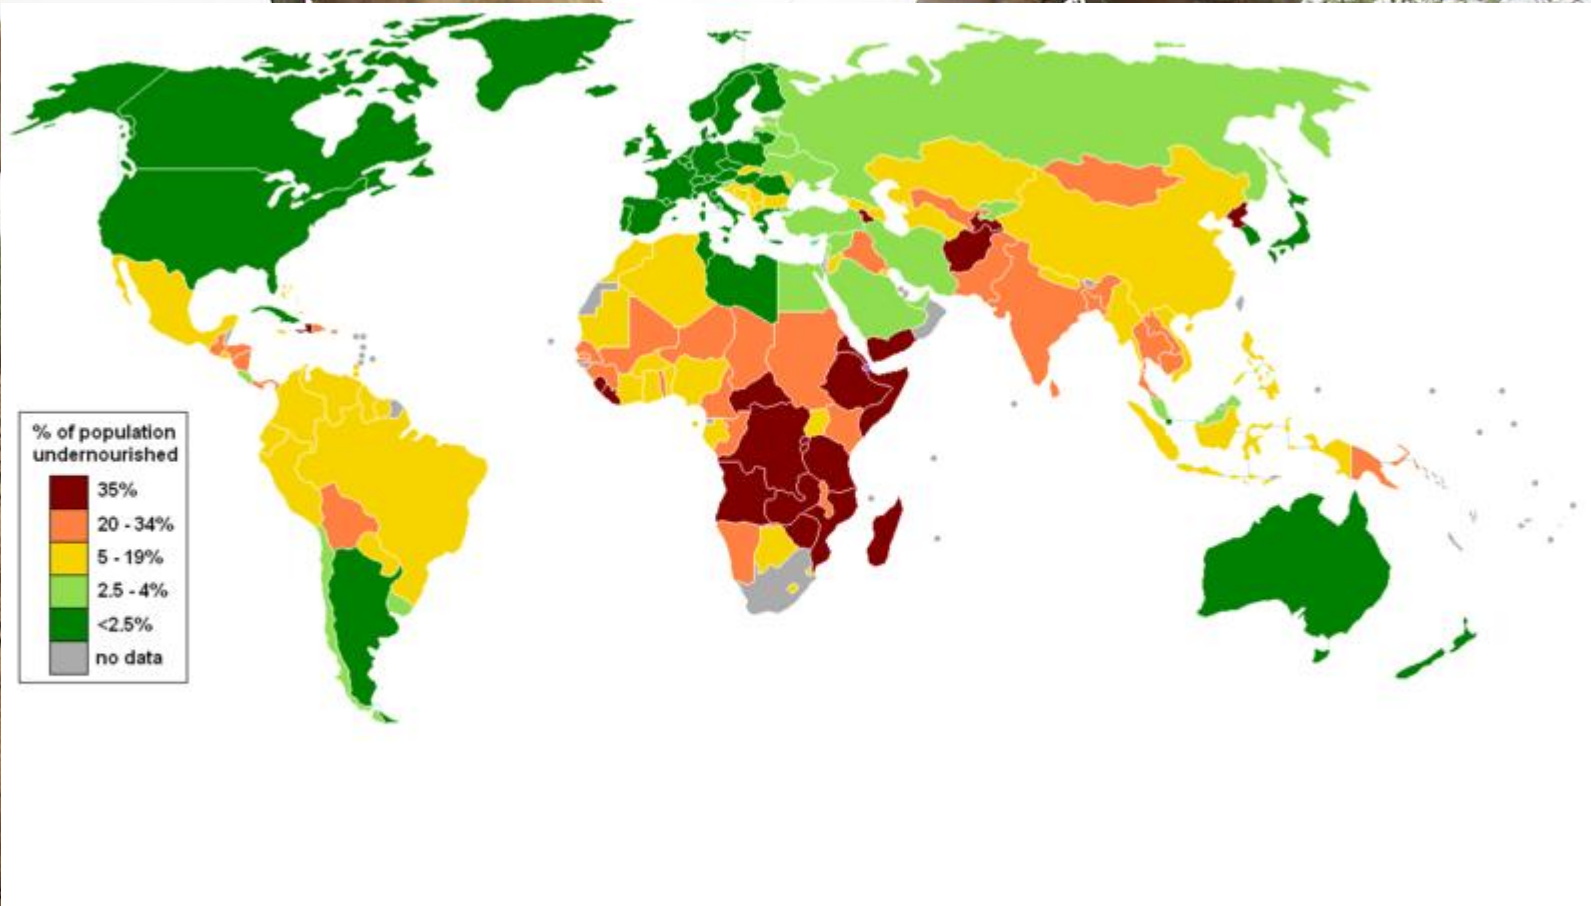 % of population
undernourished
35%
20 - 34%
5 - 19%
2.5 - 4%
<2.5%
no data